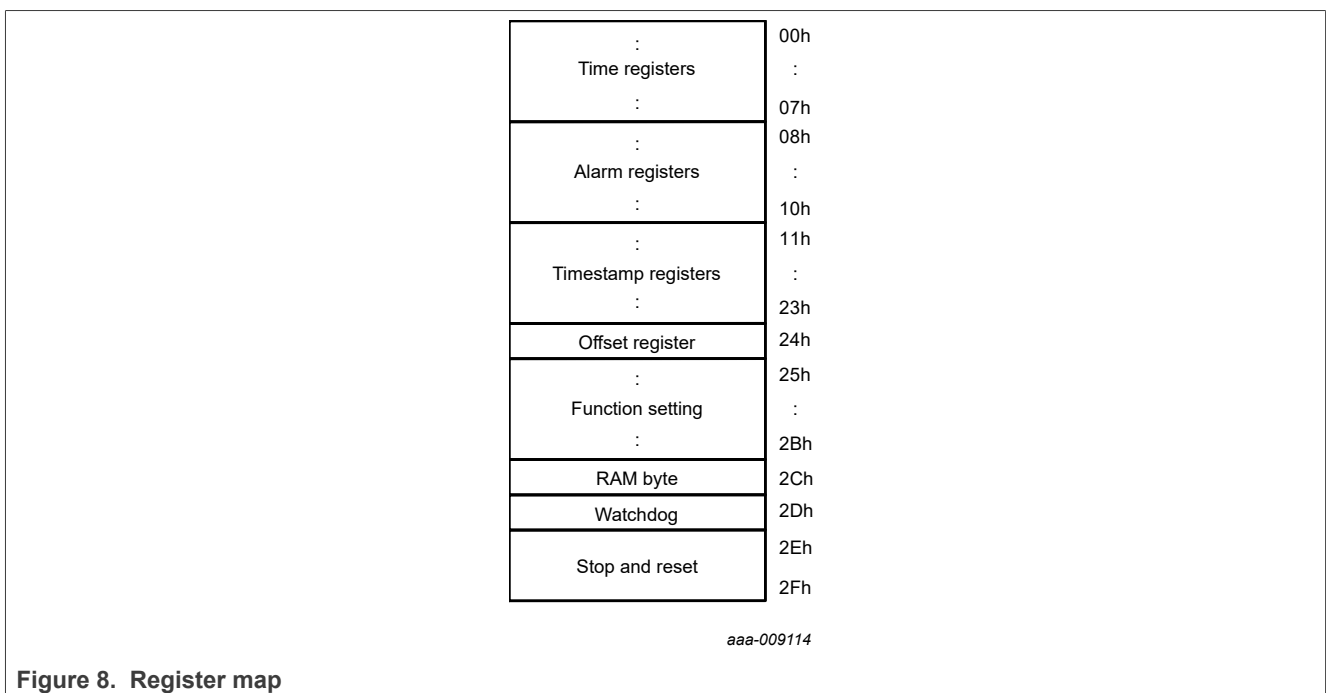 :
00h
Time registers
:
:
07h
:
08h
Alarm registers
:
:
10h
:
11h
Timestamp registers
:
:
23h
Offset register
24h
:
25h
Function setting
:
:
2Bh
RAM byte
2Ch
Watchdog
2Dh
Stop and reset
2Eh
2Fh
aaa-009114
Figure 8. Register map